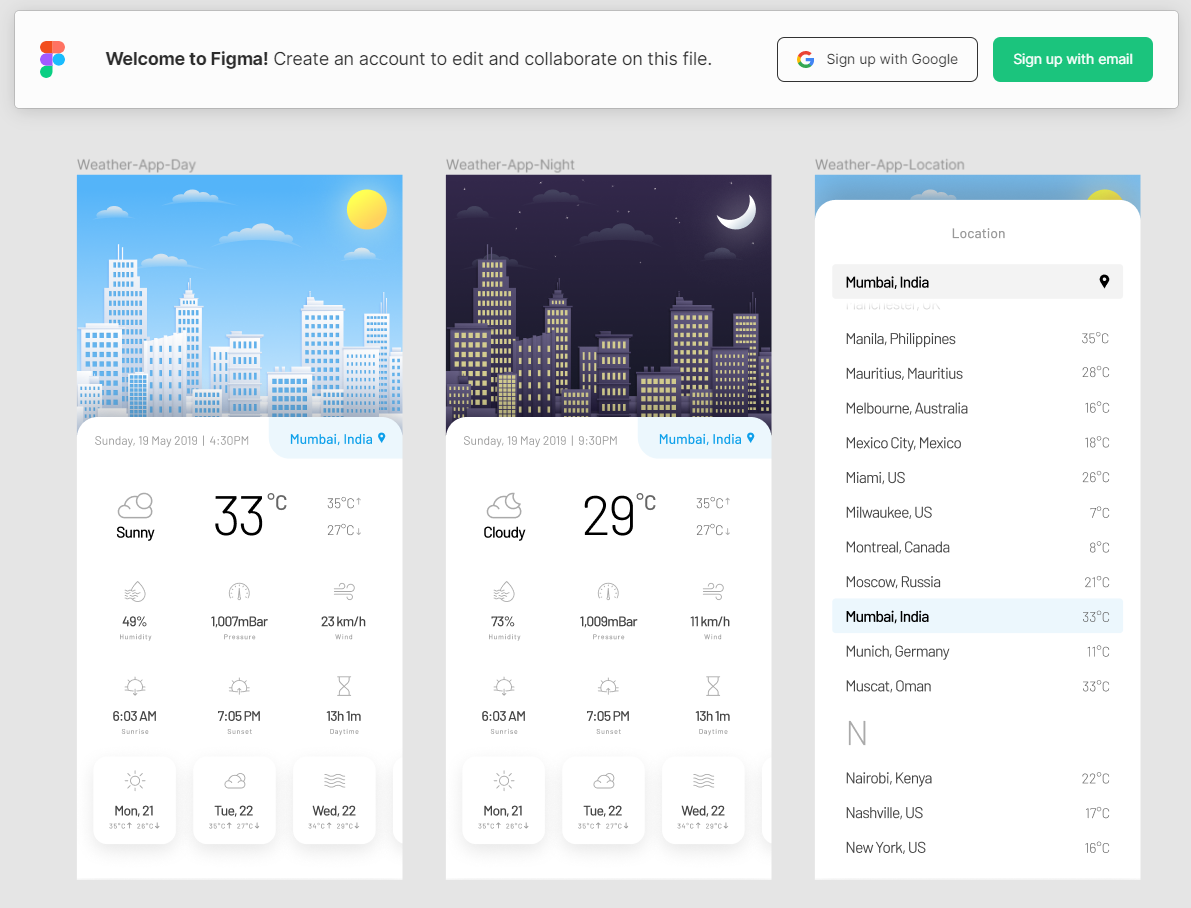 Welcome to Figma! Create an account to edit and collaborate on this file.
Sign up with Google
Sign up with email
Weather-App-Day
Sunday, 19 May 2019 | 4:30PM
Mumbai, India
Sunny
33°C
35°C↑
27°C↓
49%
Humidity
1,007mBar
Pressure
23 km/h
Wind
6:03 AM
Sunrise
7:05 PM
Sunset
13h 1m
Daytime
Mon, 21
35°C↑ 26°C↓
Tue, 22
35°C↑ 27°C↓
Wed, 22
34°C↑ 29°C↓
Weather-App-Night
Sunday, 19 May 2019 | 9:30PM
Mumbai, India
Cloudy
29°C
35°C↑
27°C↓
73%
Humidity
1,009mBar
Pressure
11 km/h
Wind
6:03 AM
Sunrise
7:05 PM
Sunset
13h 1m
Daytime
Mon, 21
35°C↑ 26°C↓
Tue, 22
35°C↑ 27°C↓
Wed, 22
34°C↑ 29°C↓
Weather-App-Location
Location
Mumbai, India
Manchester, UK
Manila, Philippines 35°C
Mauritius, Mauritius 28°C
Melbourne, Australia 16°C
Mexico City, Mexico 18°C
Miami, US 26°C
Milwaukee, US 7°C
Montreal, Canada 8°C
Moscow, Russia 21°C
Mumbai, India 33°C
Munich, Germany 11°C
Muscat, Oman 33°C
N
Nairobi, Kenya 22°C
Nashville, US 17°C
New York, US 16°C